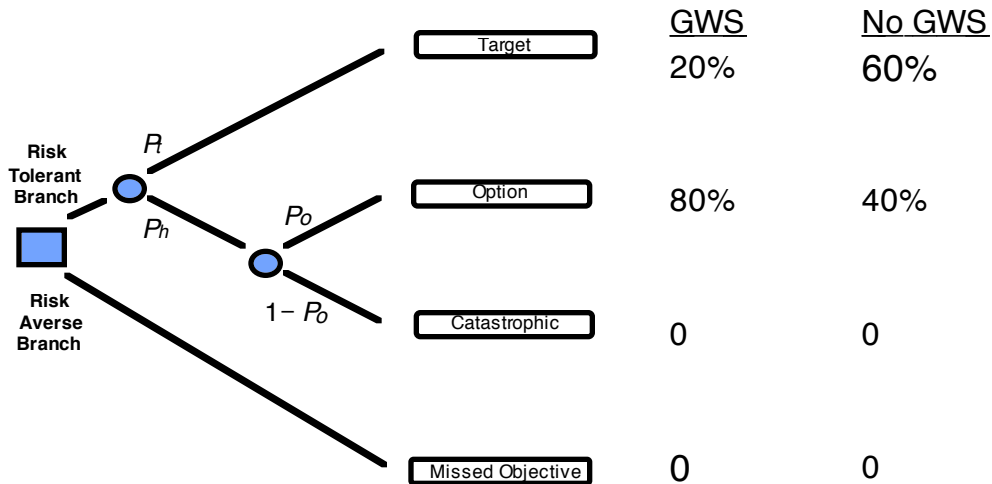 GWS No GWS
Target
20% 60%
Pt
Risk
Tolerant
Branch
Option
80% 40%
Ph
Po
1– Po
Risk
Averse
Branch
Catastrophic
0 0
Missed Objective
0 0